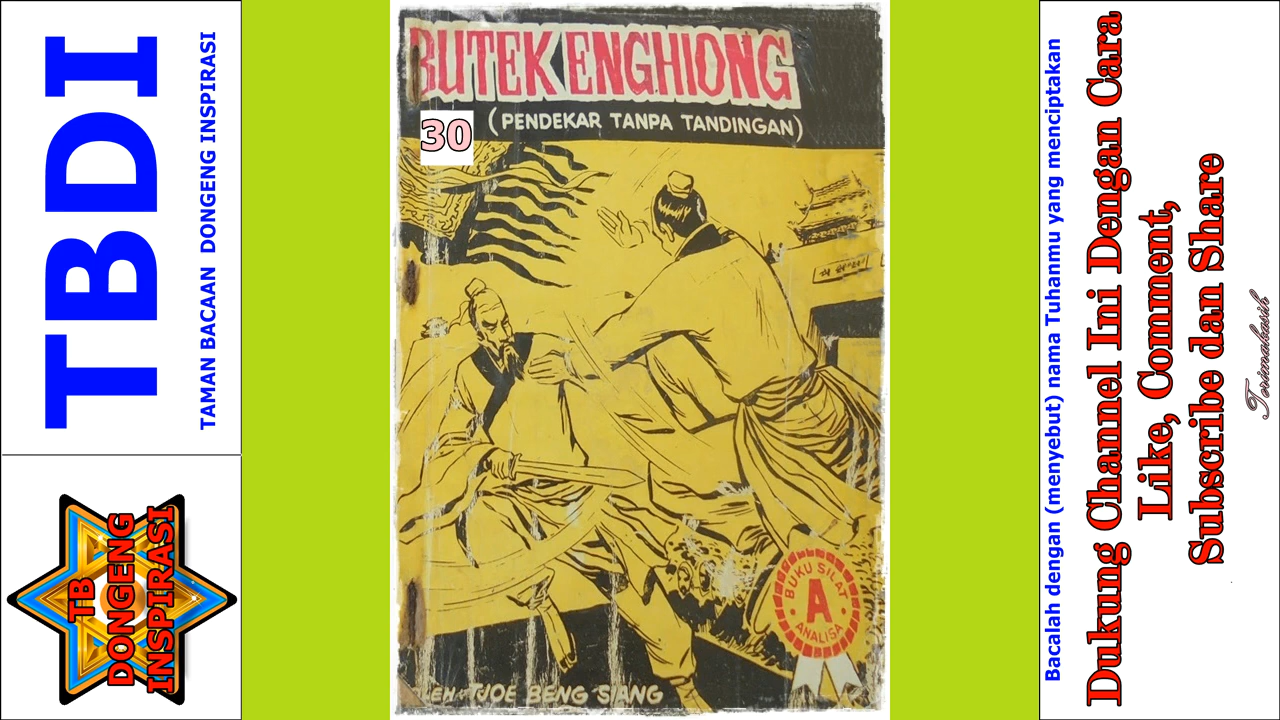 TBDI
TAMAN BACAAN DONGENG INSPIRASI
TB
DONGENG
INSPIRASI
BUTEK ENGHIONG
(PENDEKAR TANPA TANDINGAN)
30
BUKU SILAT
A
ANALISA
TJOE BENG SIANG
Bacalah dengan (menyebut) nama Tuhanmu yang menciptakan
Dukung Channel Ini Dengan Cara
Like, Comment,
Subscribe dan Share
Terimakasih